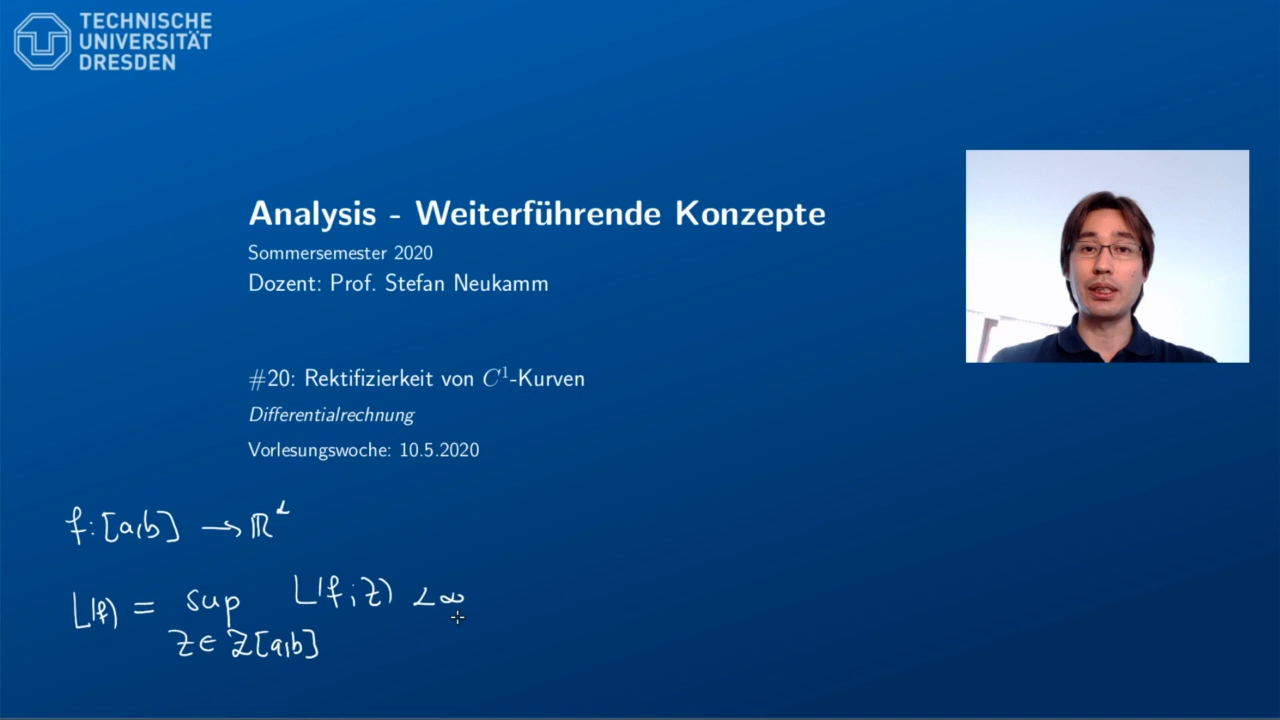 TECHNISCHE
UNIVERSITÄT
DRESDEN
Analysis - Weiterführende Konzepte
Sommersemester 2020
Dozent: Prof. Stefan Neukamm
#20: Rektifizierkeit von C¹-Kurven
Differentialrechnung
Vorlesungswoche: 10.5.2020
f: [a,b] → ℝᵈ
L(f) = sup L(f; Z) < ∞
Z ∈ Z[a,b]